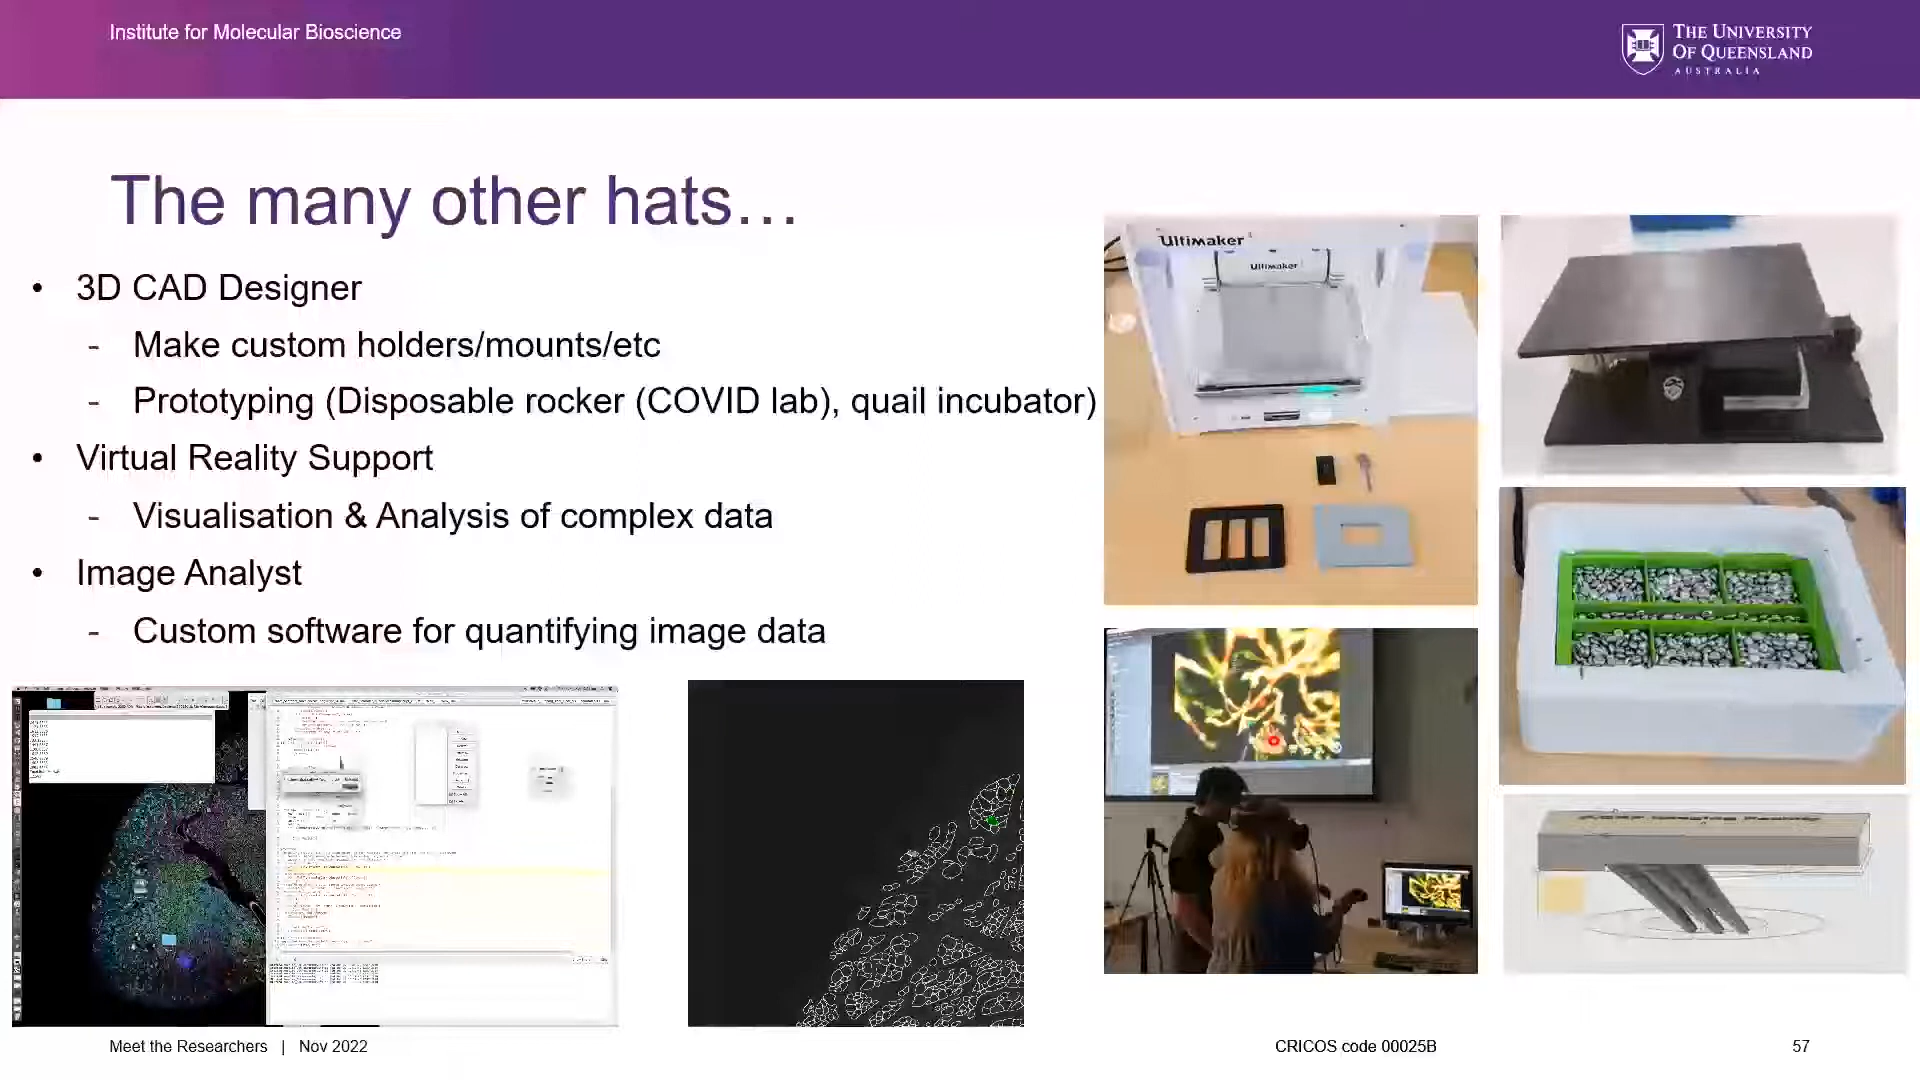 Institute for Molecular Bioscience
THE UNIVERSITY
OF QUEENSLAND
AUSTRALIA
The many other hats…
• 3D CAD Designer
- Make custom holders/mounts/etc
- Prototyping (Disposable rocker (COVID lab), quail incubator)
• Virtual Reality Support
- Visualisation & Analysis of complex data
• Image Analyst
- Custom software for quantifying image data
Ultimaker
Ultimaker
Meet the Researchers | Nov 2022
CRICOS code 00025B
57